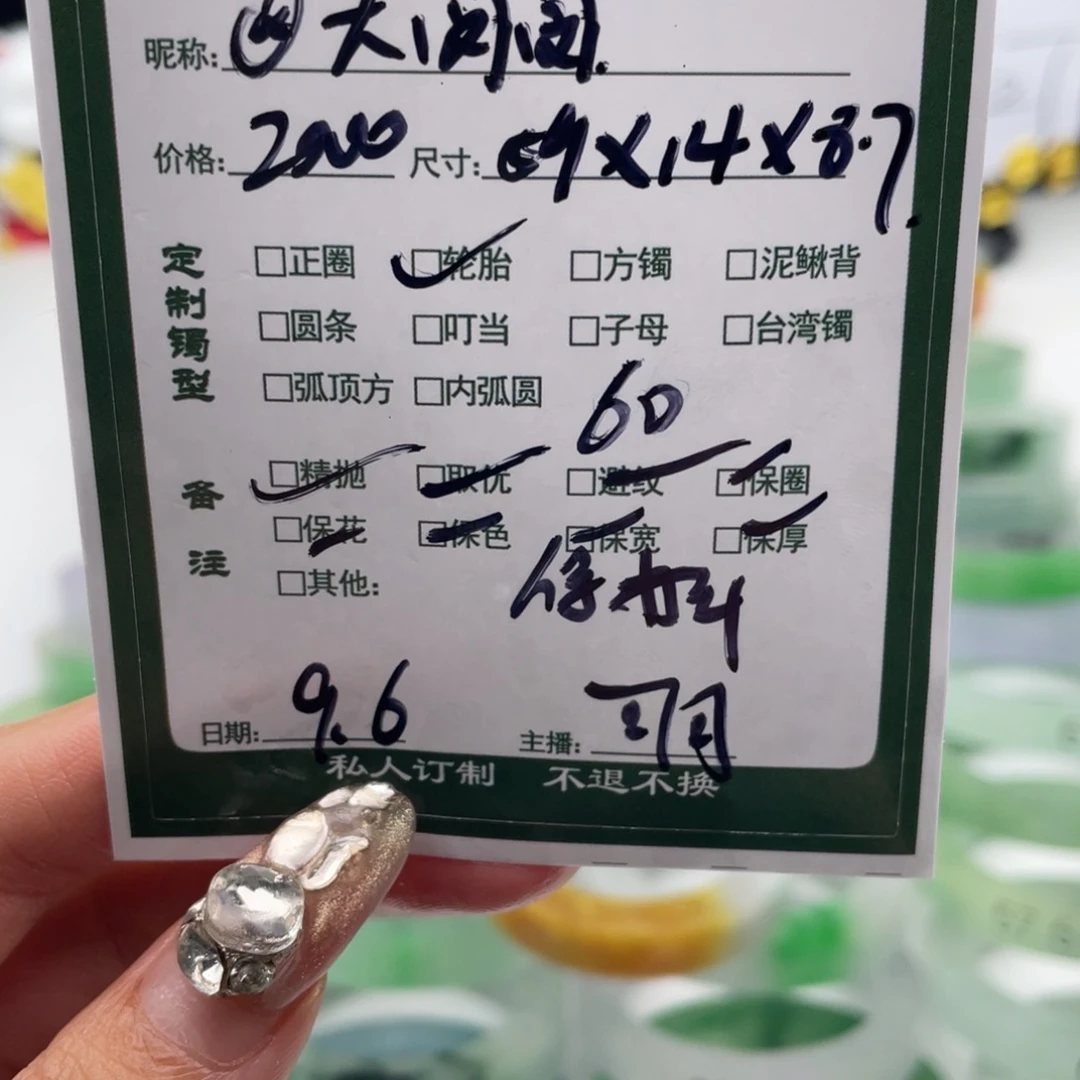 昵称: 大
价格: 2000 尺寸: 69X14X8.7
定制镯型
□正圈 □轮胎 □方镯 □泥鳅背
□圆条 □叮当 □子母 □台湾镯
□弧顶方 □内弧圆 60
备注
□精抛 □取优 □避纹 □保圈
□保花 □保色 □保宽 □保厚
□其他:
日期: 9.6 主播:
私人订制 不退不换